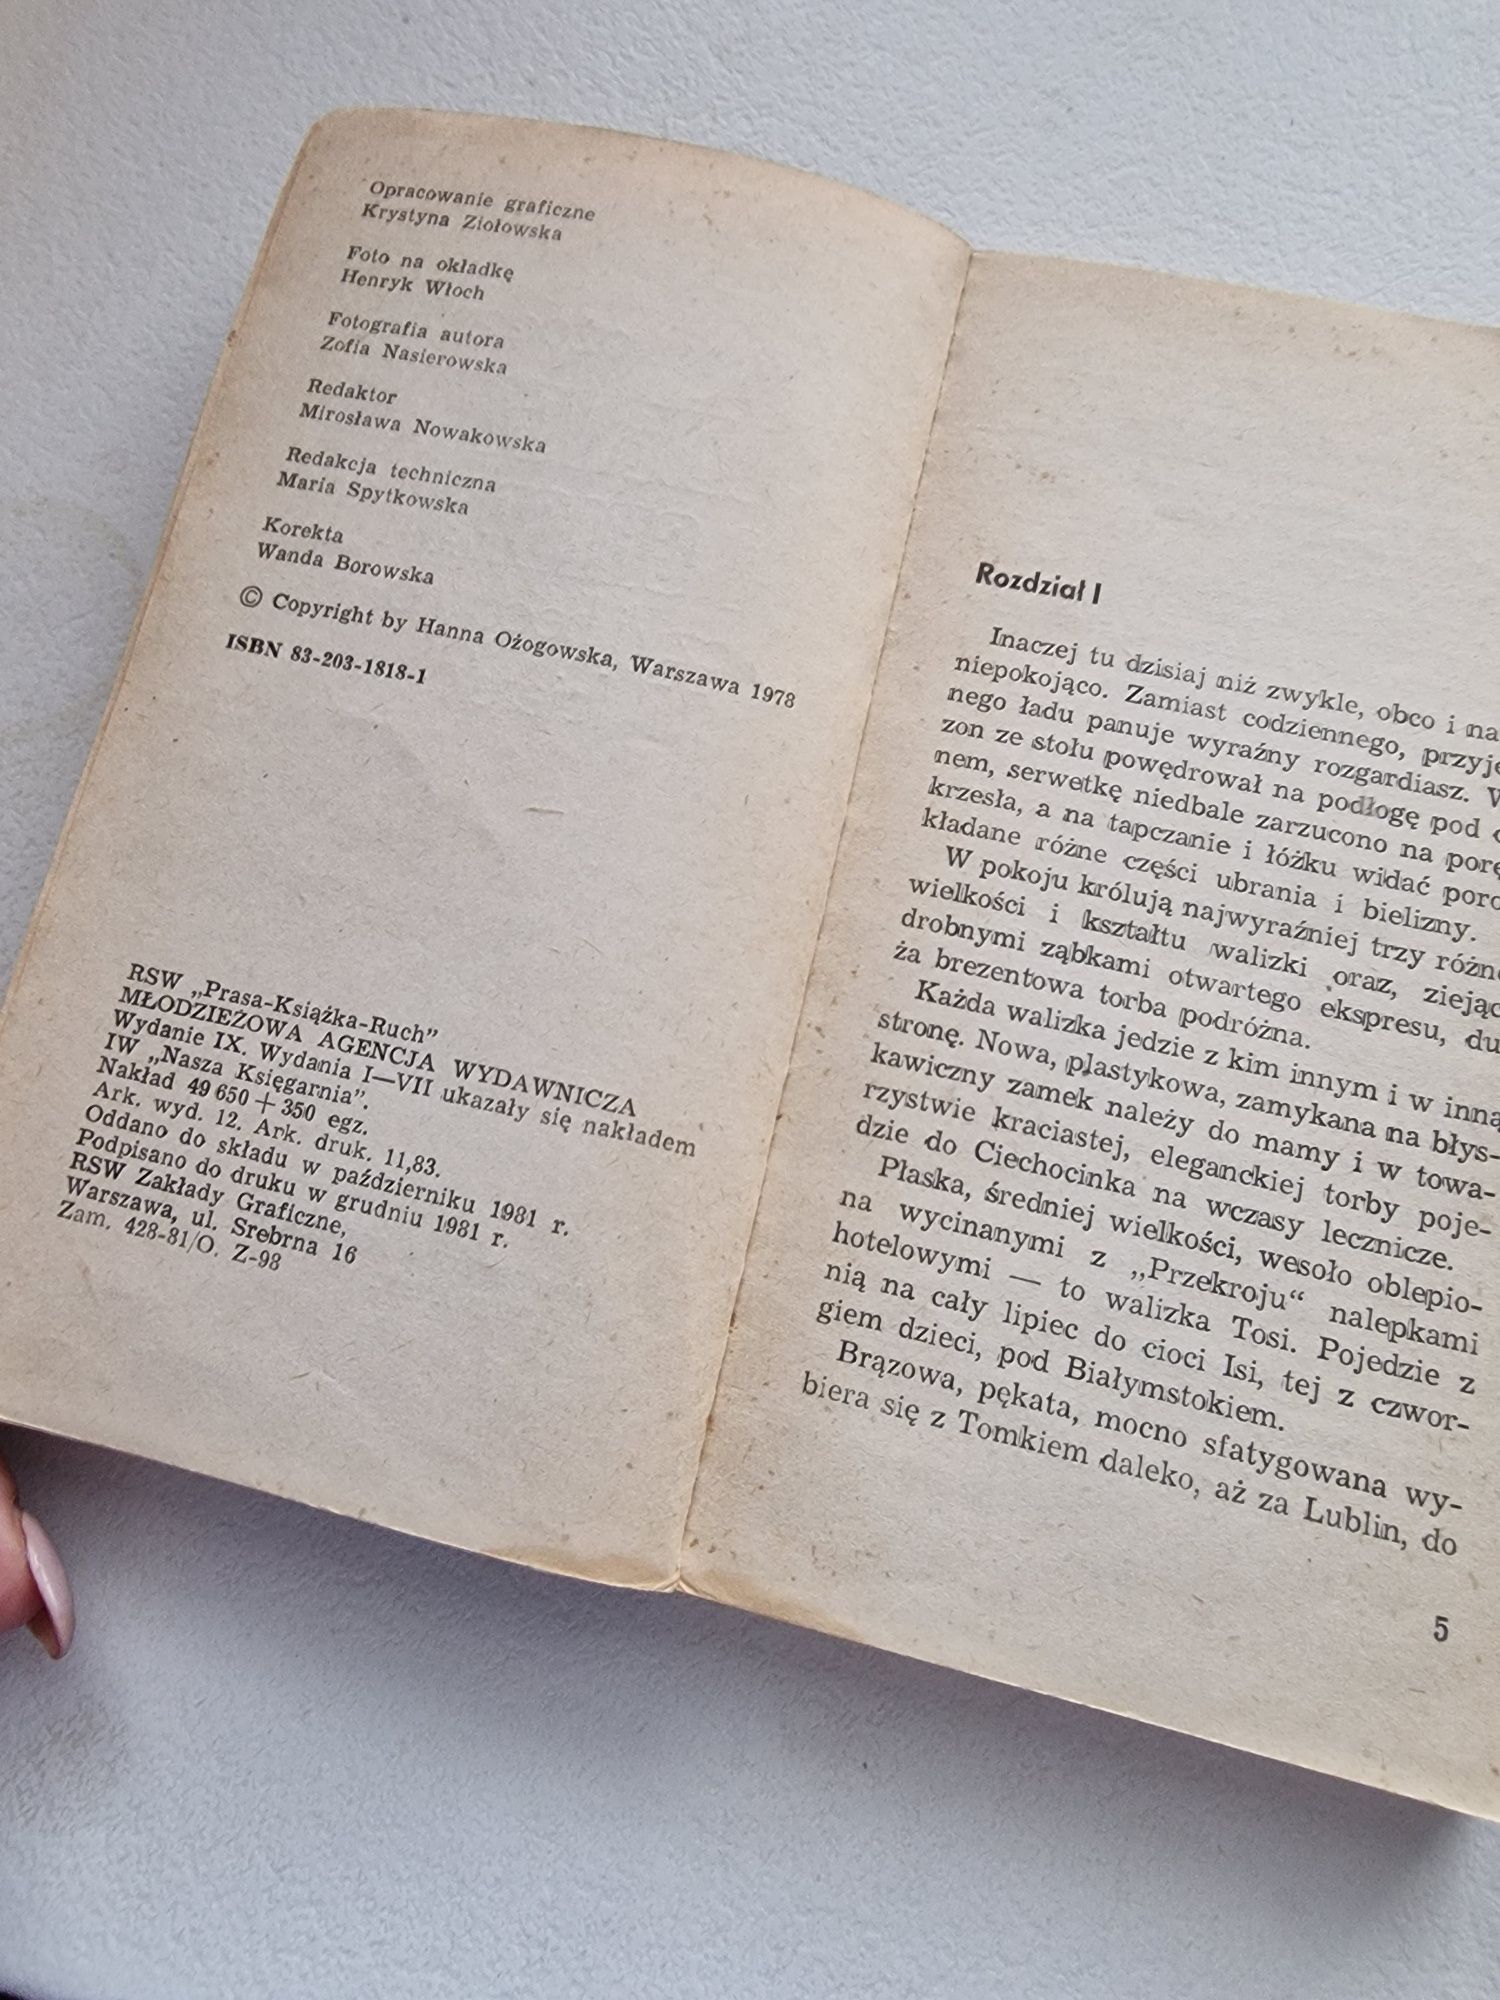 Opracowanie graficzne
Krystyna Ziołowska
Foto na okładkę
Henryk Włoch
Fotografia autora
Zofia Nasierowska
Redaktor
Mirosława Nowakowska
Redakcja techniczna
Maria Spytkowska
Korekta
Wanda Borowska
© Copyright by Hanna Ożogowska, Warszawa 1978
ISBN 83-203-1818-1
RSW „Prasa-Książka-Ruch”
MŁODZIEŻOWA AGENCJA WYDAWNICZA
Wydanie IX. Wydania I—VII ukazały się nakładem
IW „Nasza Księgarnia”.
Nakład 49 650 + 350 egz.
Ark. wyd. 12. Ark. druk. 11,83.
Oddano do składu w październiku 1981 r.
Podpisano do druku w grudniu 1981 r.
RSW Zakłady Graficzne,
Warszawa, ul. Srebrna 16
Zam. 428-81/O. Z-98
Rozdział I
Inaczej tu dzisiaj niż zwykle, obco i na
niepokojąco. Zamiast codziennego, przyje
nego ładu panuje wyraźny rozgardiasz. W
zon ze stołu powędrował na podłogę pod
nem, serwetkę niedbale zarzucono na porę
krzesła, a na tapczanie i łóżku widać poro
kładane różne części ubrania i bielizny.
W pokoju królują najwyraźniej trzy różne
wielkości i kształtu walizki oraz, ziejąc
drobnymi ząbkami otwartego ekspresu, du
ża brezentowa torba podróżna.
Każda walizka jedzie z kim innym i w inną
stronę. Nowa, plastykowa, zamykana na błys-
kawiczny zamek należy do mamy i w towa-
rzystwie kraciastej, eleganckiej torby poje-
dzie do Ciechocinka na wczasy lecznicze.
Płaska, średniej wielkości, wesoło oblepio-
na wycinanymi z „Przekroju“ nalepkami
hotelowymi — to walizka Tosi. Pojedzie z
nią na cały lipiec do cioci Isi, tej z czwor-
giem dzieci, pod Białymstokiem.
Brązowa, pękata, mocno sfatygowana wy-
biera się z Tomkiem daleko, aż za Lublin, do
5